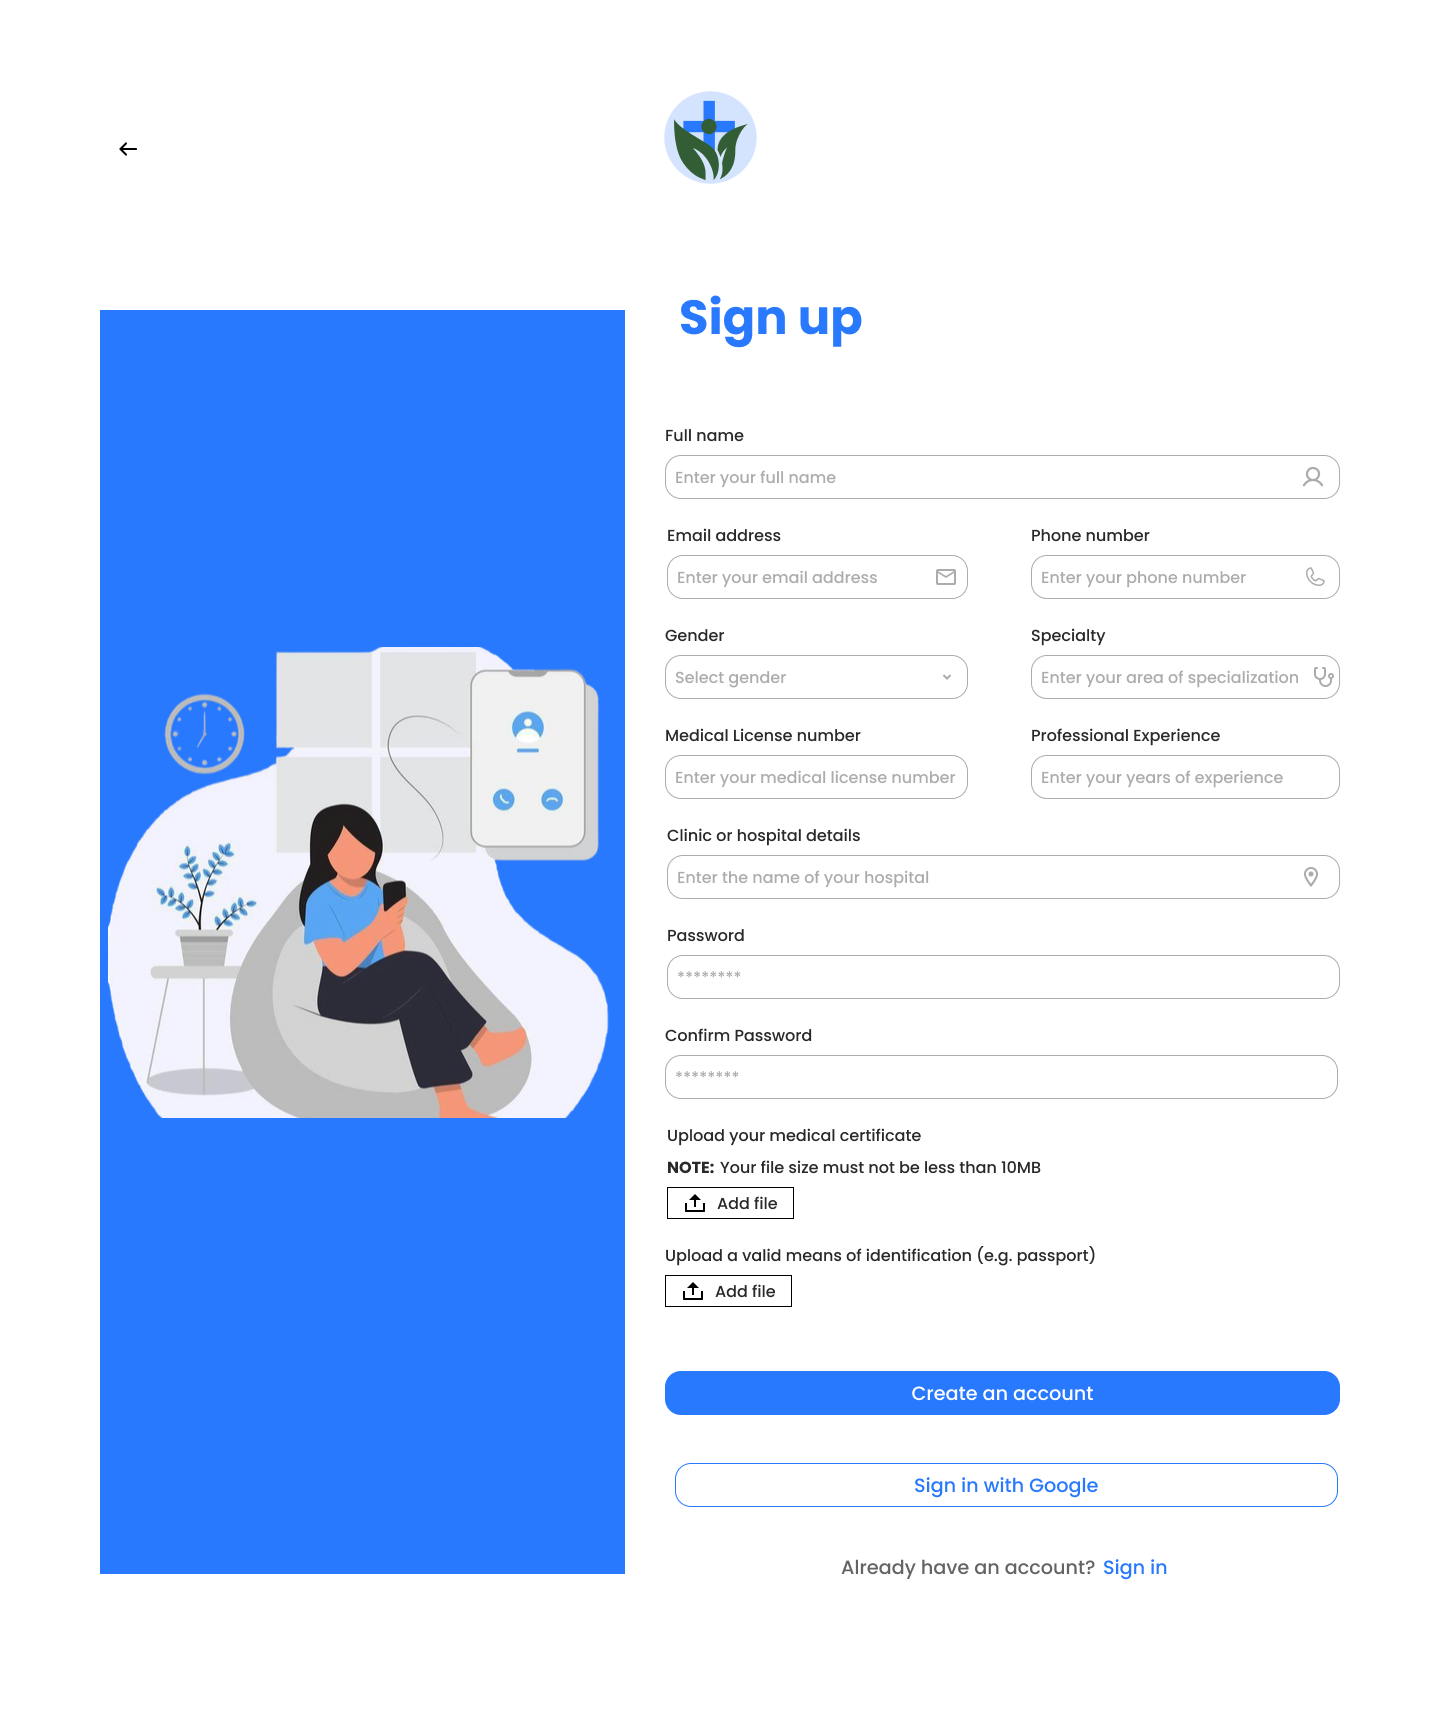 Sign up
Full name
Enter your full name
Email address
Phone number
Enter your email address
Enter your phone number
Gender
Specialty
Select gender
Enter your area of specialization
Medical License number
Professional Experience
Enter your medical license number
Enter your years of experience
Clinic or hospital details
Enter the name of your hospital
Password
********
Confirm Password
********
Upload your medical certificate
NOTE: Your file size must not be less than 10MB
Add file
Upload a valid means of identification (e.g. passport)
Add file
Create an account
Sign in with Google
Already have an account? Sign in